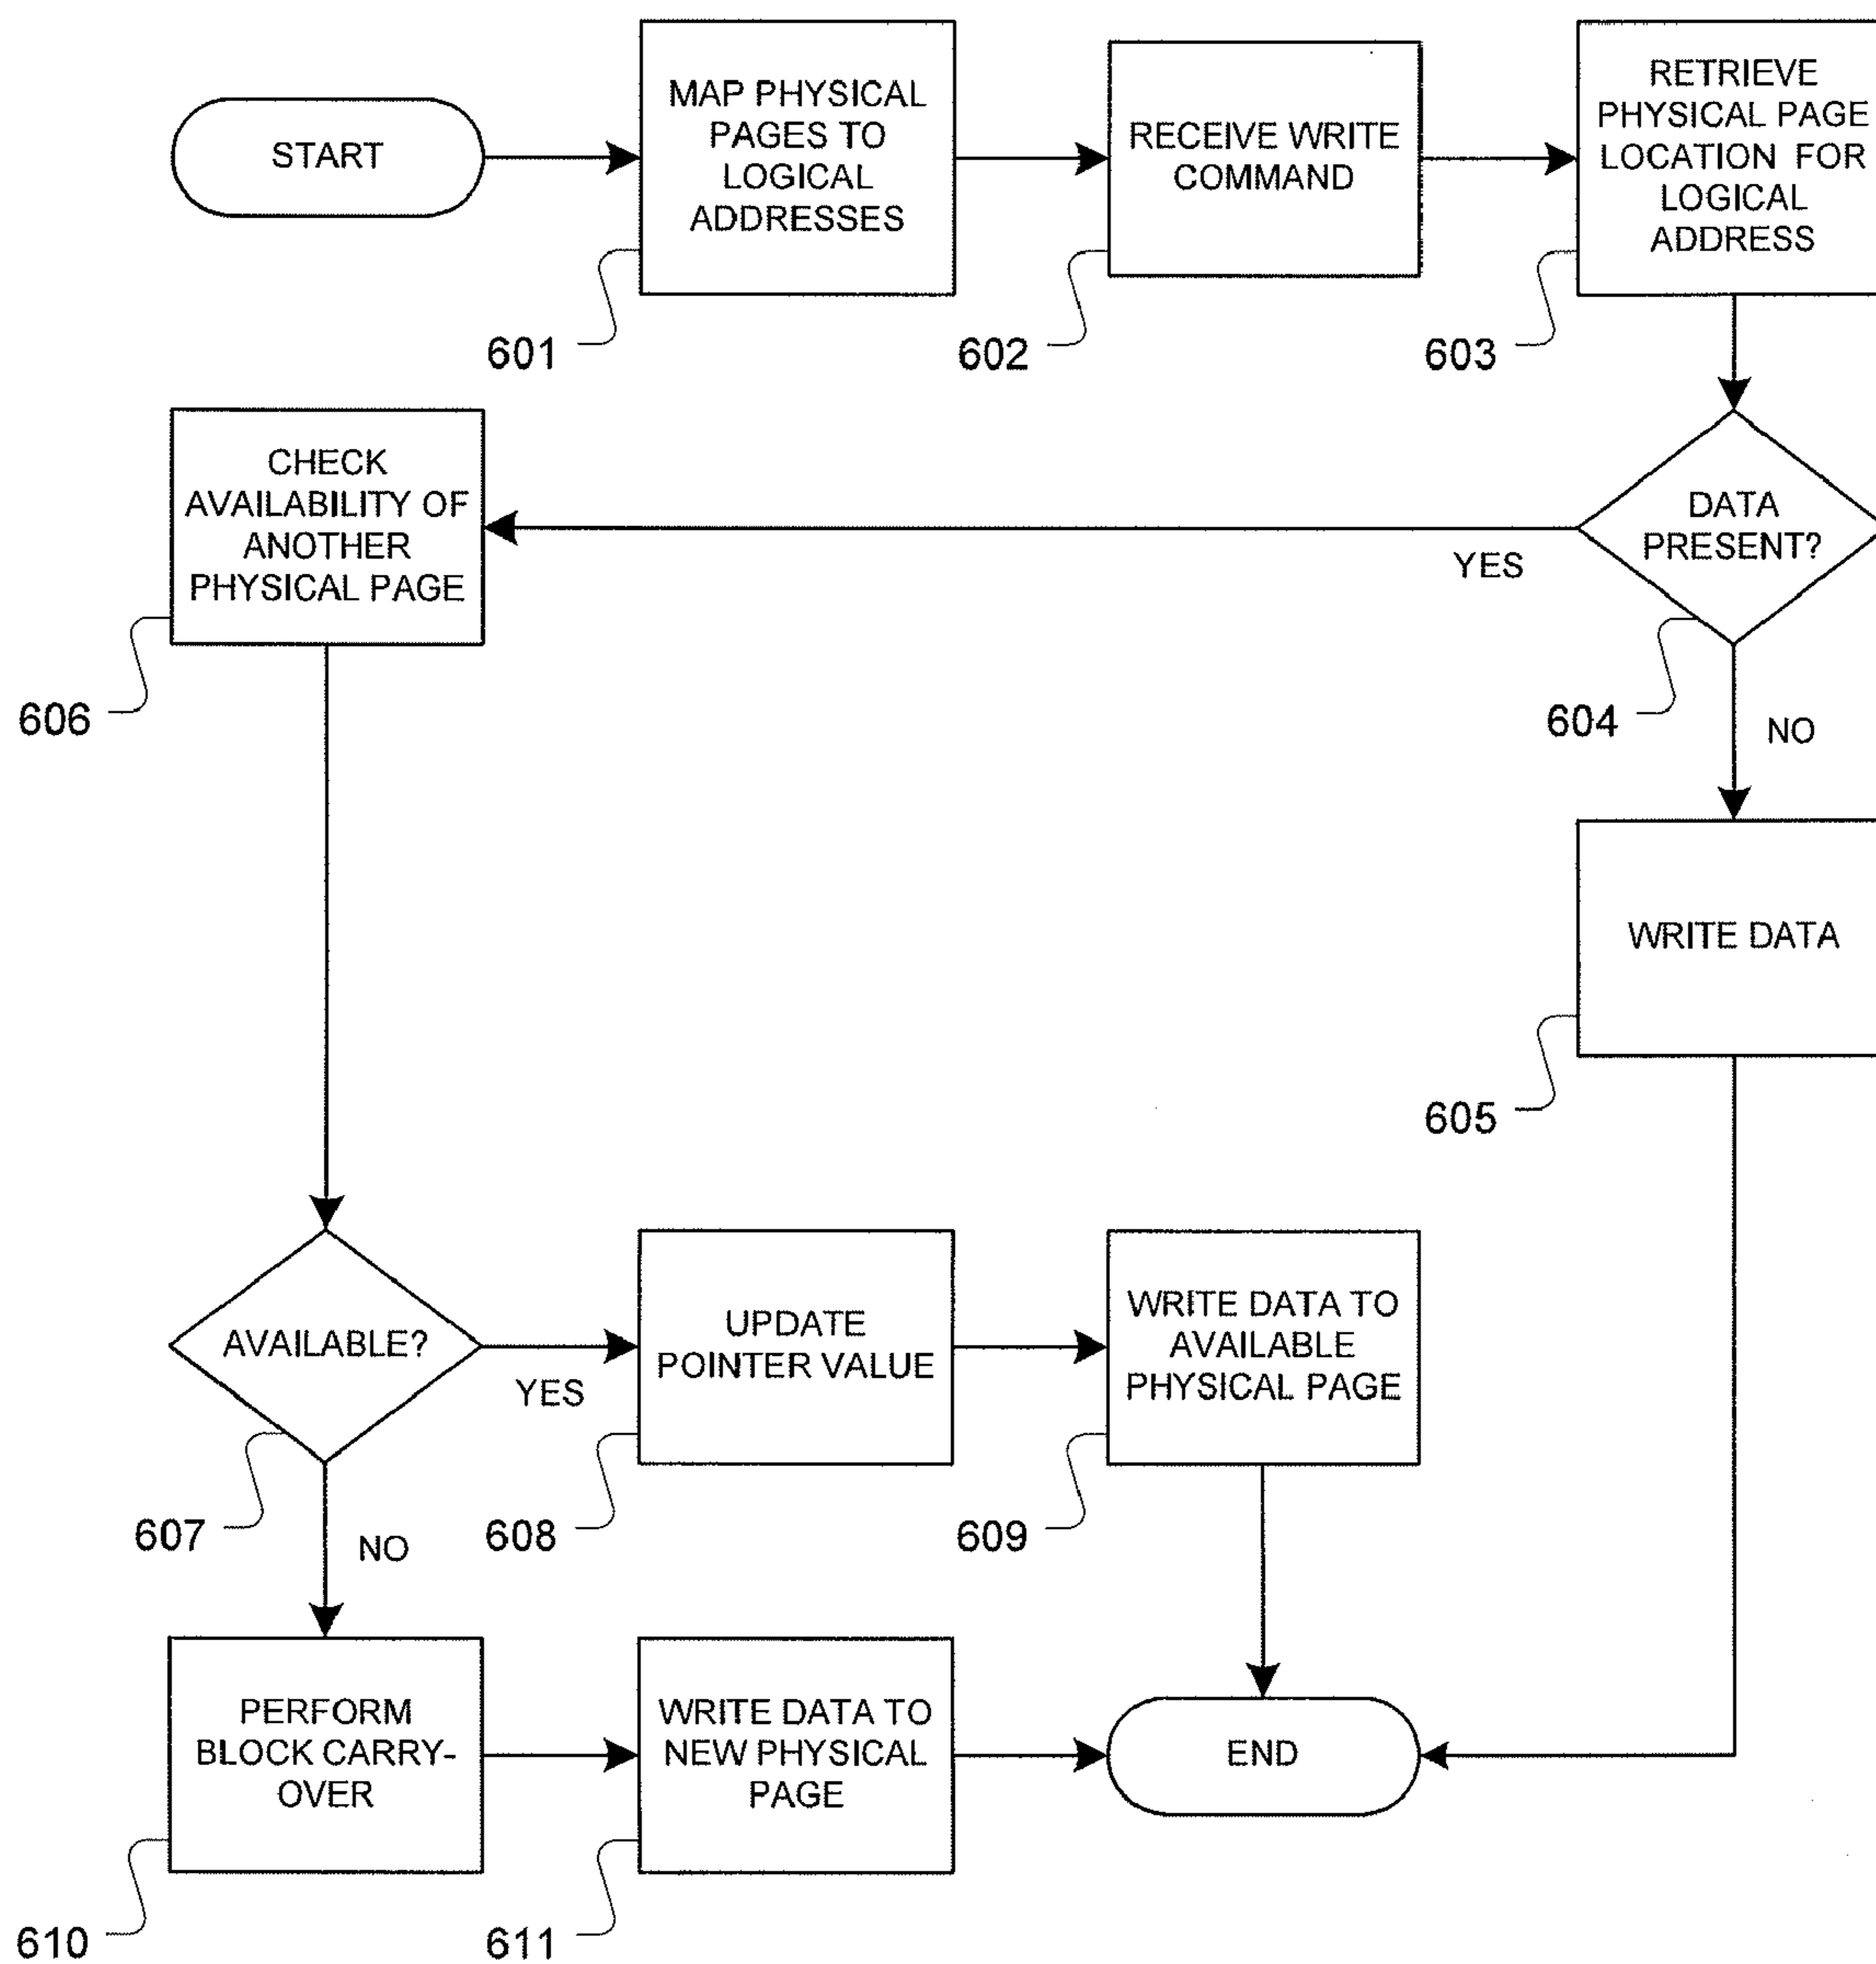 START
MAP PHYSICAL
PAGES TO
LOGICAL
ADDRESSES
601
RECEIVE WRITE
COMMAND
602
RETRIEVE
PHYSICAL PAGE
LOCATION FOR
LOGICAL
ADDRESS
603
DATA
PRESENT?
YES
604
NO
CHECK
AVAILABILITY OF
ANOTHER
PHYSICAL PAGE
606
WRITE DATA
605
AVAILABLE?
YES
607
NO
UPDATE
POINTER VALUE
608
WRITE DATA TO
AVAILABLE
PHYSICAL PAGE
609
PERFORM
BLOCK CARRY-
OVER
610
WRITE DATA TO
NEW PHYSICAL
PAGE
611
END